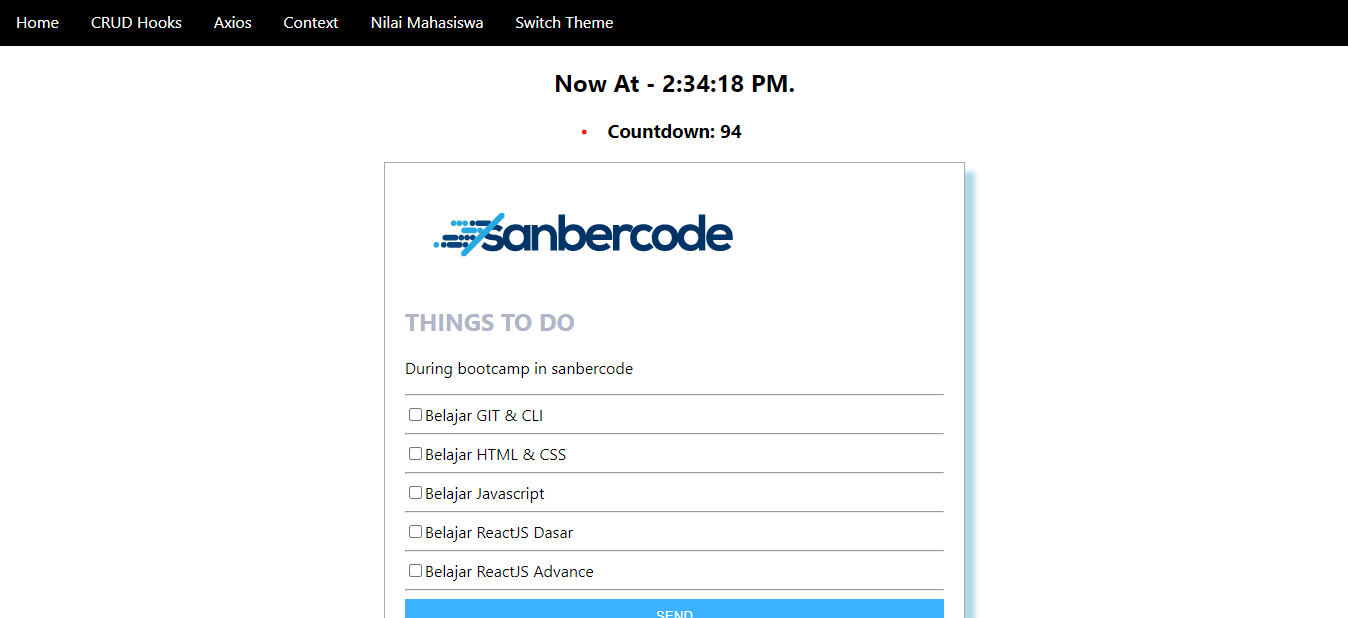 Home CRUD Hooks Axios Context Nilai Mahasiswa Switch Theme
Now At - 2:34:18 PM.
Countdown: 94
sanbercode
THINGS TO DO
During bootcamp in sanbercode
Belajar GIT & CLI
Belajar HTML & CSS
Belajar Javascript
Belajar ReactJS Dasar
Belajar ReactJS Advance
SEND